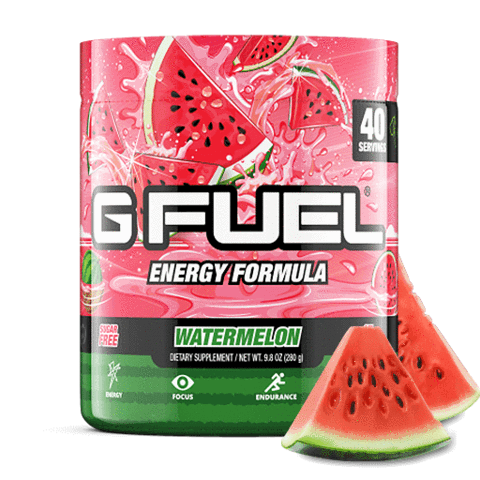 40
SERVINGS
G FUEL®
ENERGY FORMULA
SUGAR
FREE
WATERMELON
DIETARY SUPPLEMENT / NET WT. 9.8 OZ (280 g)
ENERGY
FOCUS
ENDURANCE